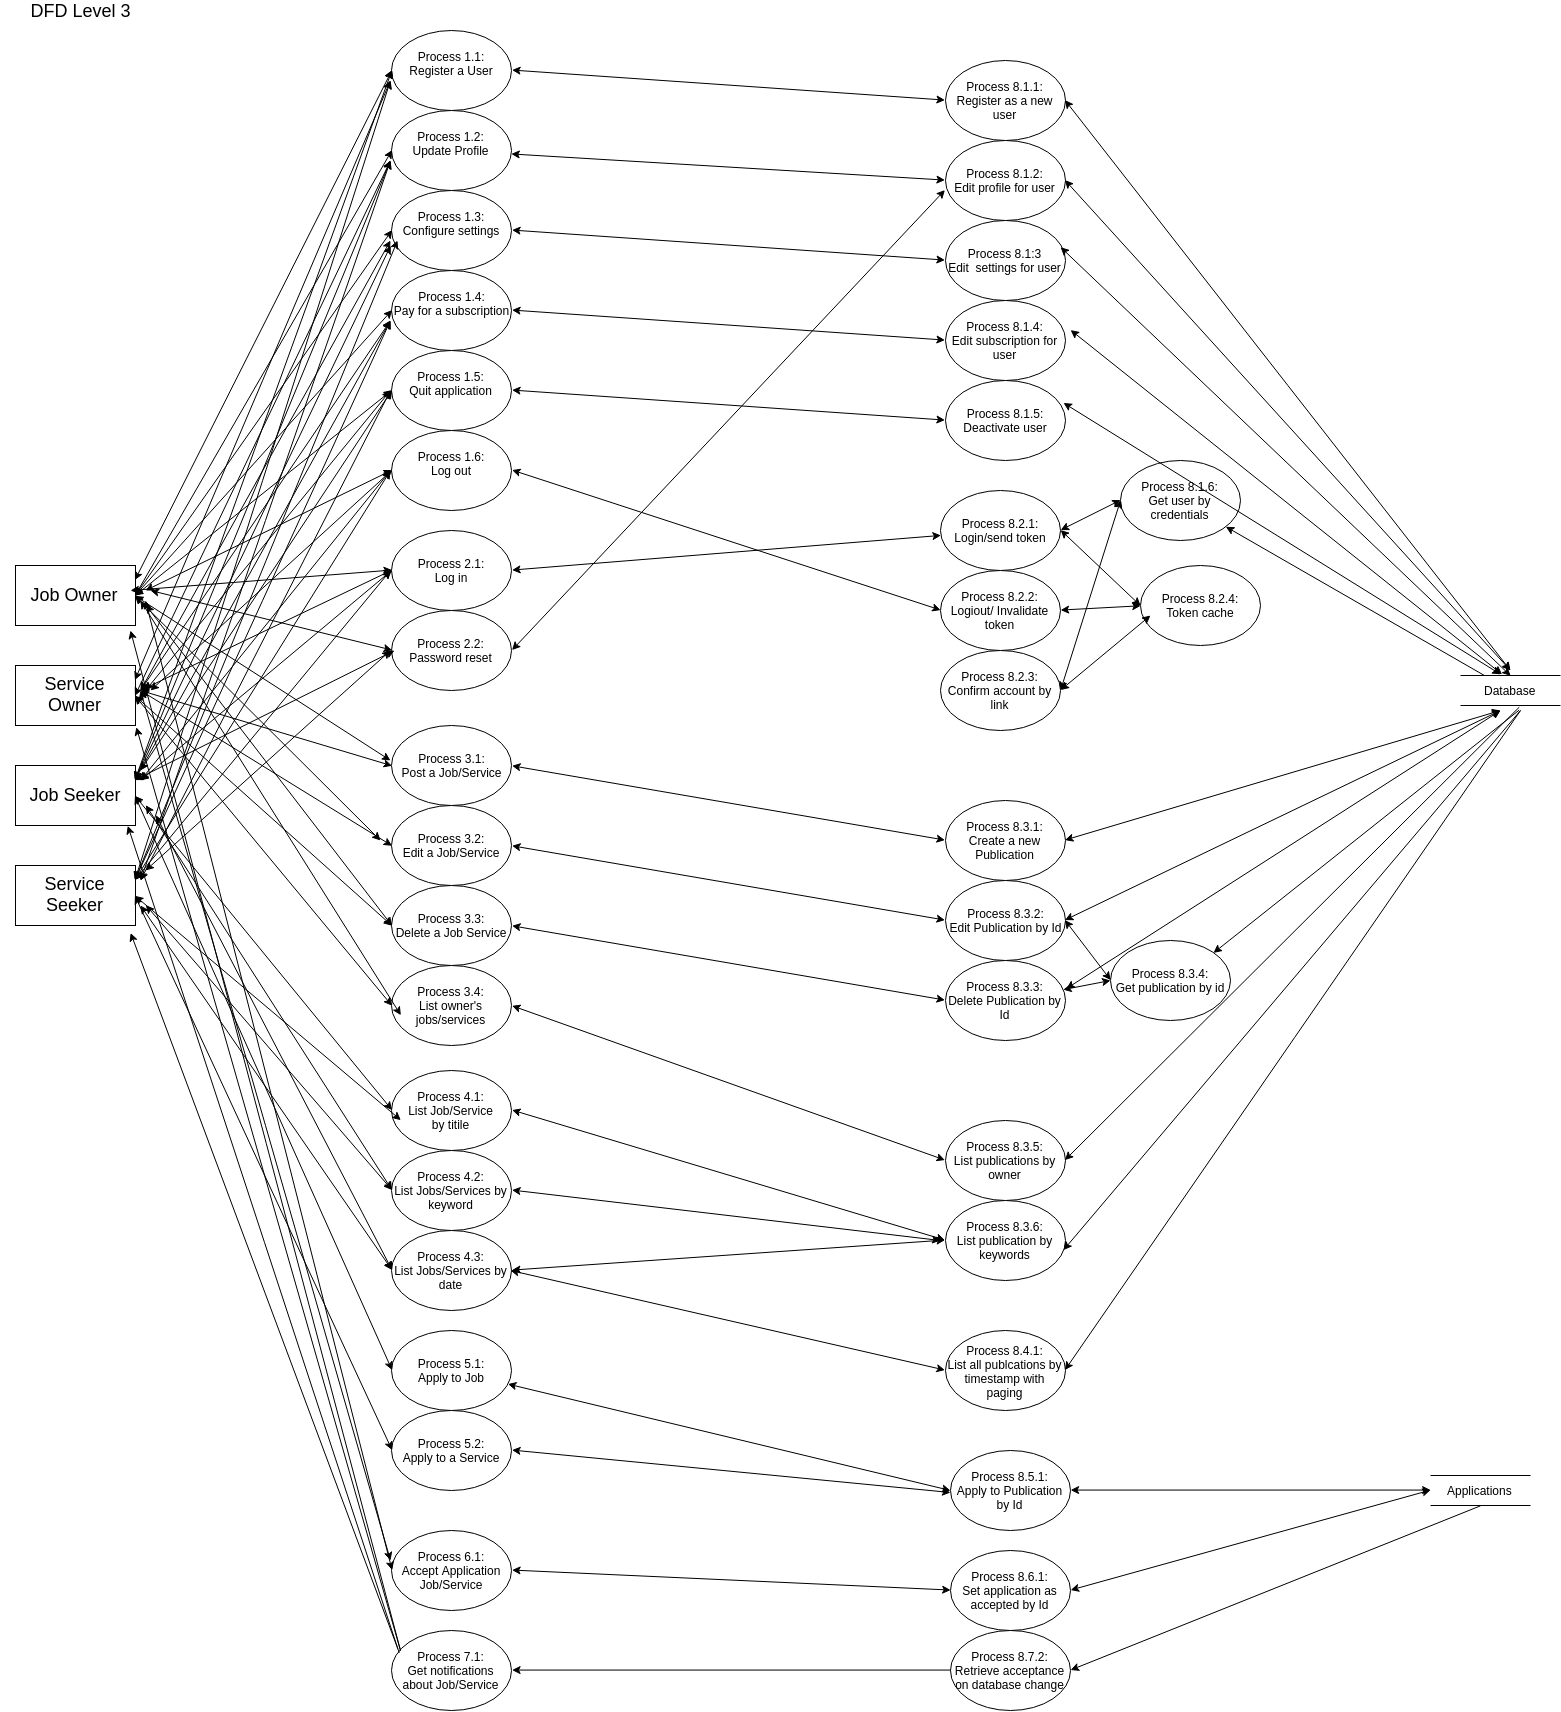 DFD Level 3
Job Owner
Service
Owner
Job Seeker
Service
Seeker
Process 1.1:
Register a User
Process 1.2:
Update Profile
Process 1.3:
Configure settings
Process 1.4:
Pay for a subscription
Process 1.5:
Quit application
Process 1.6:
Log out
Process 2.1:
Log in
Process 2.2:
Password reset
Process 3.1:
Post a Job/Service
Process 3.2:
Edit a Job/Service
Process 3.3:
Delete a Job Service
Process 3.4:
List owner's
jobs/services
Process 4.1:
List Job/Service
by titile
Process 4.2:
List Jobs/Services by
keyword
Process 4.3:
List Jobs/Services by
date
Process 5.1:
Apply to Job
Process 5.2:
Apply to a Service
Process 6.1:
Accept Application
Job/Service
Process 7.1:
Get notifications
about Job/Service
Process 8.1.1:
Register as a new
user
Process 8.1.2:
Edit profile for user
Process 8.1:3
Edit  settings for user
Process 8.1.4:
Edit subscription for
user
Process 8.1.5:
Deactivate user
Process 8.1.6:
Get user by
credentials
Process 8.2.1:
Login/send token
Process 8.2.2:
Logiout/ Invalidate
token
Process 8.2.3:
Confirm account by
link
Process 8.2.4:
Token cache
Process 8.3.1:
Create a new
Publication
Process 8.3.2:
Edit Publication by Id
Process 8.3.3:
Delete Publication by
Id
Process 8.3.4:
Get publication by id
Process 8.3.5:
List publications by
owner
Process 8.3.6:
List publication by
keywords
Process 8.4.1:
List all publcations by
timestamp with
paging
Process 8.5.1:
Apply to Publication
by Id
Process 8.6.1:
Set application as
accepted by Id
Process 8.7.2:
Retrieve acceptance
on database change
Database
Applications